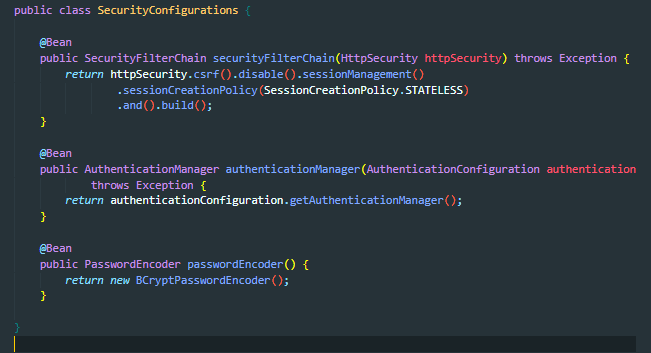 public class SecurityConfigurations {
@Bean
public SecurityFilterChain securityFilterChain(HttpSecurity httpSecurity) throws Exception {
return httpSecurity.csrf().disable().sessionManagement()
.sessionCreationPolicy(SessionCreationPolicy.STATELESS)
.and().build();
}
@Bean
public AuthenticationManager authenticationManager(AuthenticationConfiguration authentication
throws Exception {
return authenticationConfiguration.getAuthenticationManager();
}
@Bean
public PasswordEncoder passwordEncoder() {
return new BCryptPasswordEncoder();
}
}